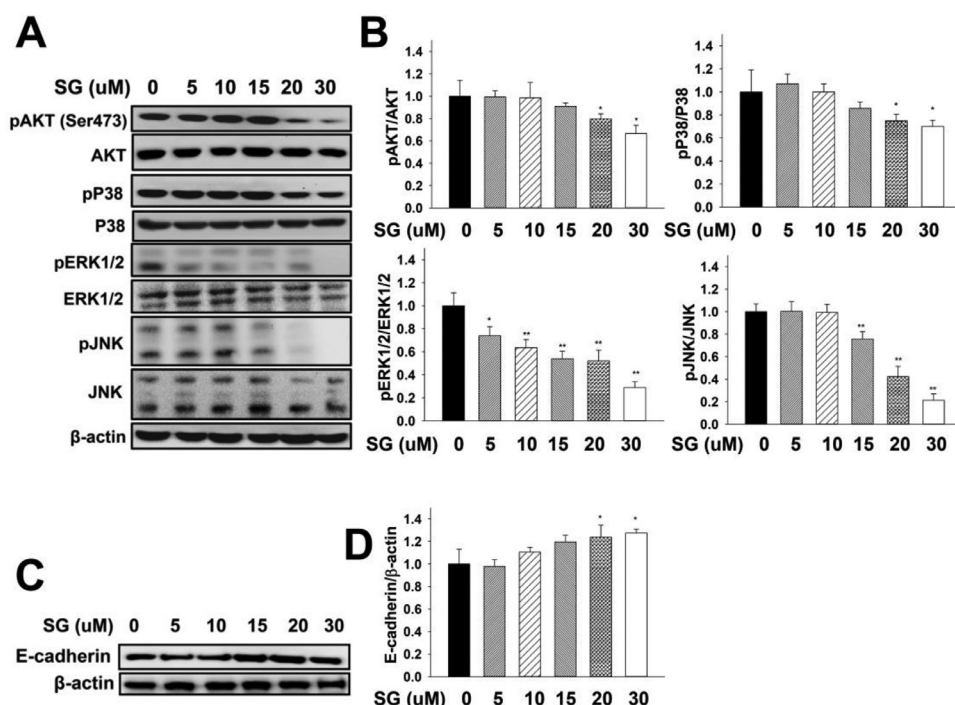 A
SG (uM) 0 5 10 15 20 30
pAKT (Ser473)
AKT
pP38
P38
pERK1/2
ERK1/2
pJNK
JNK
β-actin
B
pAKT/AKT
1.4
1.2
1.0
0.8
0.6
0.4
0.2
0.0
* *
SG (uM) 0 5 10 15 20 30
pP38/P38
1.4
1.2
1.0
0.8
0.6
0.4
0.2
0.0
* *
SG (uM) 0 5 10 15 20 30
pERK1/2/ERK1/2
1.4
1.2
1.0
0.8
0.6
0.4
0.2
0.0
* ** ** ** **
SG (uM) 0 5 10 15 20 30
pJNK/JNK
1.4
1.2
1.0
0.8
0.6
0.4
0.2
0.0
** ** **
SG (uM) 0 5 10 15 20 30
C
SG (uM) 0 5 10 15 20 30
E-cadherin
β-actin
D
E-cadherin/β-actin
1.4
1.2
1.0
0.8
0.6
0.4
0.2
0.0
* *
SG (uM) 0 5 10 15 20 30